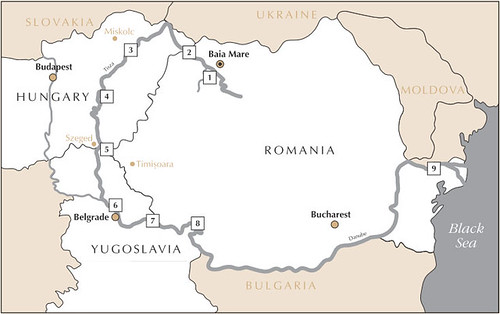 SLOVAKIA
UKRAINE
Miskolc
3
2
Baia Mare
Tisza
1
Budapest
MOLDOVA
HUNGARY
4
Szeged
5
ROMANIA
Timişoara
9
6
Belgrade
7
8
Bucharest
Black
Sea
Danube
YUGOSLAVIA
BULGARIA